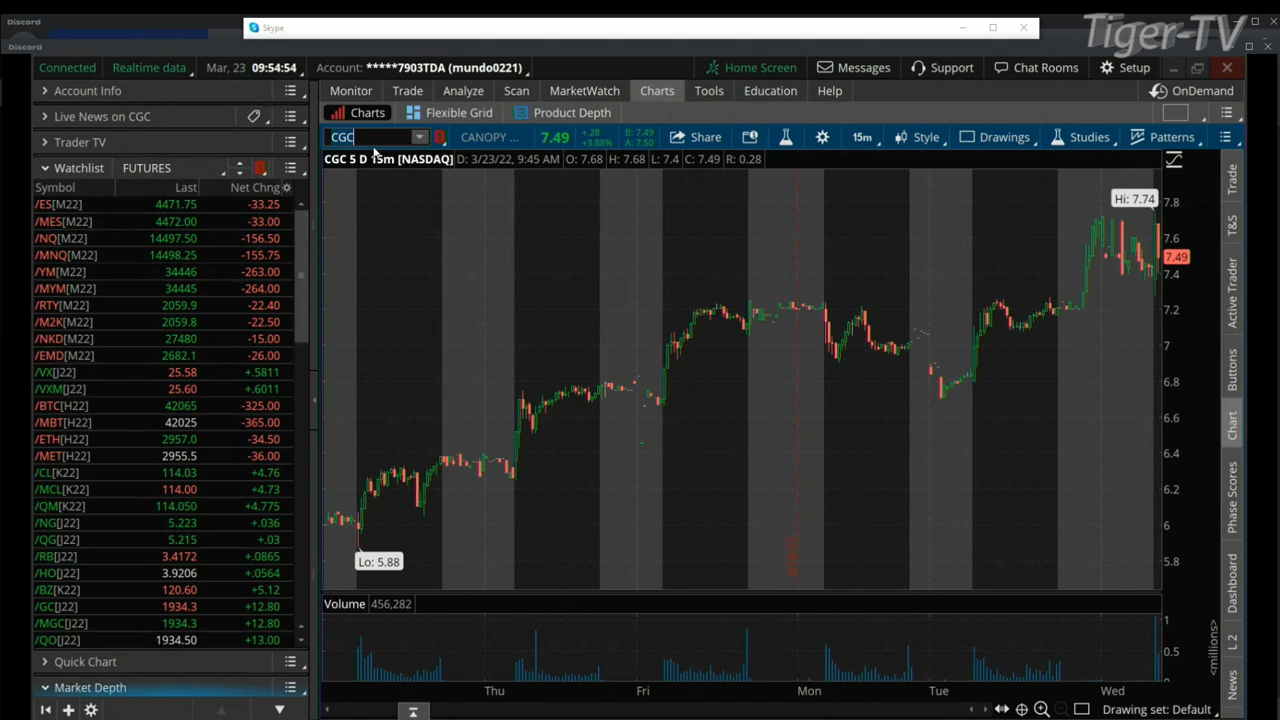 Discord
Skype
Tiger-TV
Discord
Connected Realtime data Mar, 23 09:54:54 Account: *****7903TDA (mundo0221) Home Screen Messages Support Chat Rooms Setup
Account Info Monitor Trade Analyze Scan MarketWatch Charts Tools Education Help OnDemand
Live News on CGC Charts Flexible Grid Product Depth
Trader TV CGC CANOPY ... 7.49 +.28 +3.88% B: 7.49 A: 7.50 Share 15m Style Drawings Studies Patterns
CGC 5 D 15m [NASDAQ] D: 3/23/22, 9:45 AM O: 7.68 H: 7.68 L: 7.4 C: 7.49 R: 0.28
Watchlist FUTURES
Symbol Last Net Chng
/ES[M22] 4471.75 -33.25
/MES[M22] 4472.00 -33.00
/NQ[M22] 14497.50 -156.50
/MNQ[M22] 14498.25 -155.75
/YM[M22] 34446 -263.00
/MYM[M22] 34445 -264.00
/RTY[M22] 2059.9 -22.40
/M2K[M22] 2059.8 -22.50
/NKD[M22] 27480 -15.00
/EMD[M22] 2682.1 -26.00
/VX[J22] 25.58 +.5811
/VXM[J22] 25.60 +.6011
/BTC[H22] 42065 -325.00
/MBT[H22] 42025 -365.00
/ETH[H22] 2957.0 -34.50
/MET[H22] 2955.5 -36.00
/CL[K22] 114.03 +4.76
/MCL[K22] 114.00 +4.73
/QM[K22] 114.050 +4.775
/NG[J22] 5.223 +.036
/QG[J22] 5.215 +.03
/RB[J22] 3.4172 +.0865
/HO[J22] 3.9206 +.0564
/BZ[K22] 120.60 +5.12
/GC[J22] 1934.3 +12.80
/MGC[J22] 1934.3 +12.80
/QO[J22] 1934.50 +13.00
Quick Chart
Market Depth
Hi: 7.74
Lo: 5.88
7.8
7.6
7.49
7.4
7.2
7
6.8
6.6
6.4
6.2
6
5.8
Volume 456,282
1
0.5
0
<millions>
Thu Fri Mon Tue Wed
Drawing set: Default
Trade
T&S
Active Trader
Buttons
Chart
Phase Scores
Dashboard
L 2
News